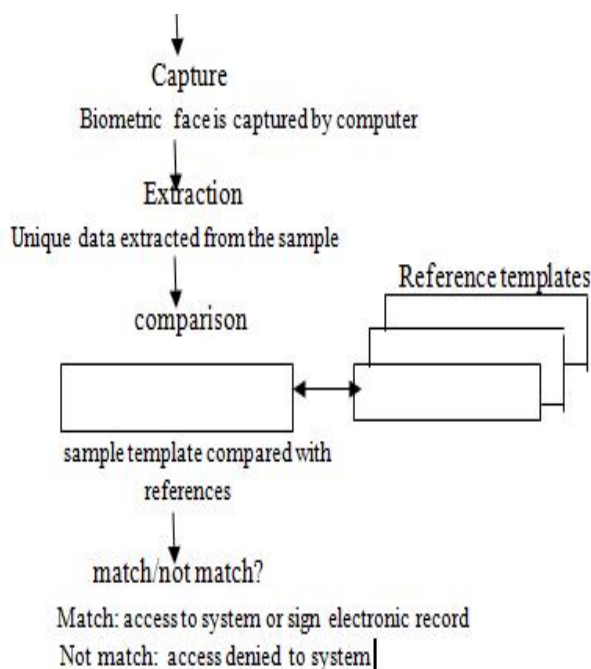 Capture
Biometric face is captured by computer
Extraction
Unique data extracted from the sample
Reference templates
comparison
sample template compared with
references
match/not match?
Match: access to system or sign electronic record
Not match: access denied to system